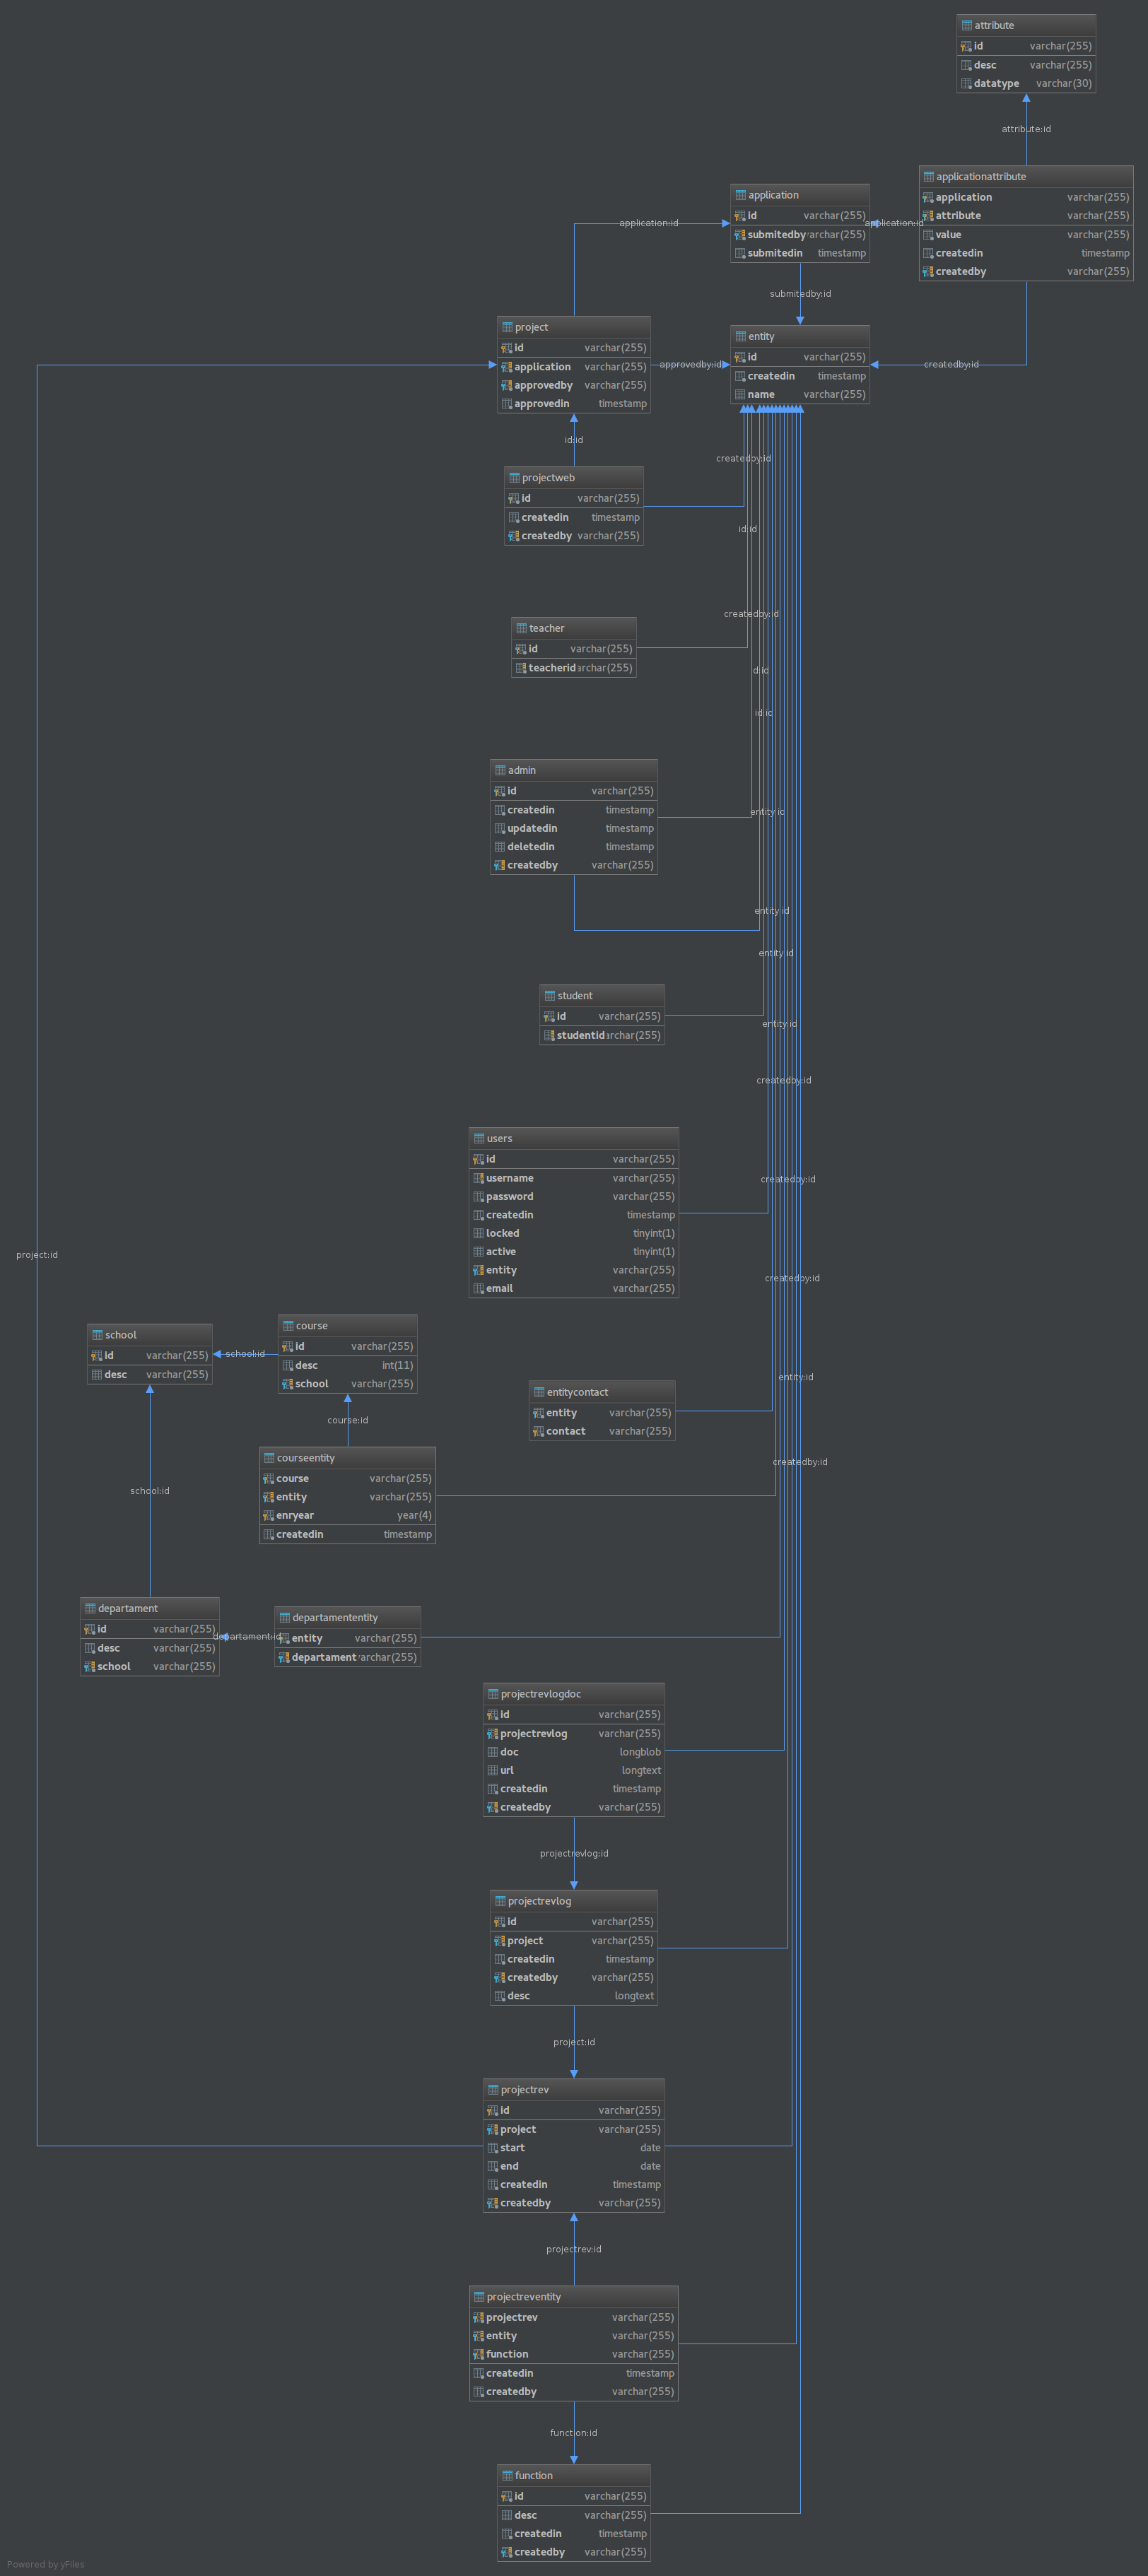 attribute
id varchar(255)
desc varchar(255)
datatype varchar(30)
attribute:id
applicationattribute
application varchar(255)
attribute varchar(255)
value varchar(255)
createdin timestamp
createdby varchar(255)
application
id varchar(255)
submitedby varchar(255)
submitedin timestamp
application:id
application:id
submitedby:id
project
id varchar(255)
application varchar(255)
approvedby varchar(255)
approvedin timestamp
entity
id varchar(255)
createdin timestamp
name varchar(255)
approvedby:id
createdby:id
id:id
createdby:id
projectweb
id varchar(255)
createdin timestamp
createdby varchar(255)
id:id
createdby:id
teacher
id varchar(255)
teacherid varchar(255)
id:id
id:id
admin
id varchar(255)
createdin timestamp
updatedin timestamp
deletedin timestamp
createdby varchar(255)
entity:id
entity:id
entity:id
student
id varchar(255)
studentid varchar(255)
entity:id
createdby:id
users
id varchar(255)
username varchar(255)
password varchar(255)
createdin timestamp
locked tinyint(1)
active tinyint(1)
entity varchar(255)
email varchar(255)
createdby:id
project:id
createdby:id
school
id varchar(255)
desc varchar(255)
school:id
course
id varchar(255)
desc int(11)
school varchar(255)
entity:id
entitycontact
entity varchar(255)
contact varchar(255)
course:id
createdby:id
courseentity
course varchar(255)
entity varchar(255)
enryear year(4)
createdin timestamp
school:id
departament
id varchar(255)
desc varchar(255)
school varchar(255)
departament:id
departamententity
entity varchar(255)
departament varchar(255)
projectrevlogdoc
id varchar(255)
projectrevlog varchar(255)
doc longblob
url longtext
createdin timestamp
createdby varchar(255)
projectrevlog:id
projectrevlog
id varchar(255)
project varchar(255)
createdin timestamp
createdby varchar(255)
desc longtext
project:id
projectrev
id varchar(255)
project varchar(255)
start date
end date
createdin timestamp
createdby varchar(255)
projectrev:id
projectreventity
projectrev varchar(255)
entity varchar(255)
function varchar(255)
createdin timestamp
createdby varchar(255)
function:id
function
id varchar(255)
desc varchar(255)
createdin timestamp
createdby varchar(255)
Powered by yFiles